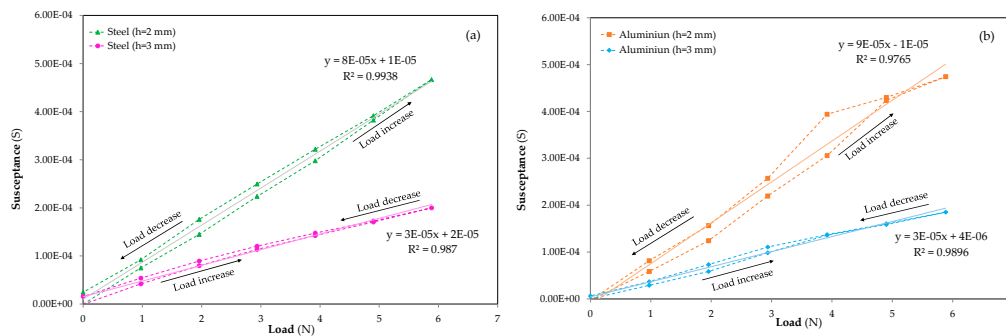 6.00E-04
5.00E-04
4.00E-04
3.00E-04
2.00E-04
1.00E-04
0.00E+00
Susceptance (S)
Steel (h=2 mm)
Steel (h=3 mm)
(a)
y = 8E-05x + 1E-05
R² = 0.9938
Load increase
Load decrease
Load decrease
y = 3E-05x + 2E-05
R² = 0.987
Load increase
0
1
2
3
4
5
6
7
Load (N)
6.00E-04
5.00E-04
4.00E-04
3.00E-04
2.00E-04
1.00E-04
0.00E+00
Susceptance (S)
Aluminiun (h=2 mm)
Aluminiun (h=3 mm)
(b)
y = 9E-05x - 1E-05
R² = 0.9765
Load increase
Load decrease
Load decrease
y = 3E-05x + 4E-06
R² = 0.9896
Load increase
0
1
2
3
4
5
6
Load (N)